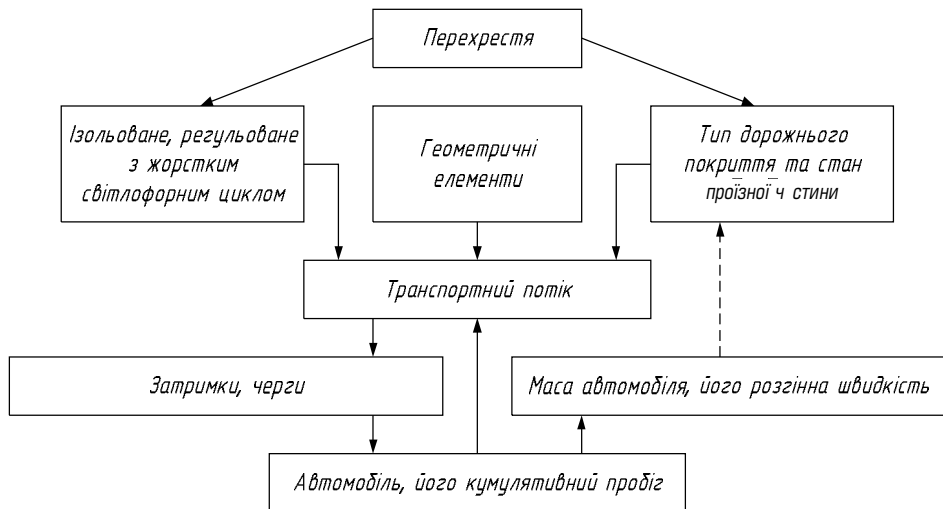 Перехрестя
Ізольоване, регульоване
з жорстким
світлофорним циклом
Геометричні
елементи
Тип дорожнього
покриття та стан
проїзної ч стини
Транспортний потік
Затримки, черги
Маса автомобіля, його розгінна швидкість
Автомобіль, його кумулятивний пробіг